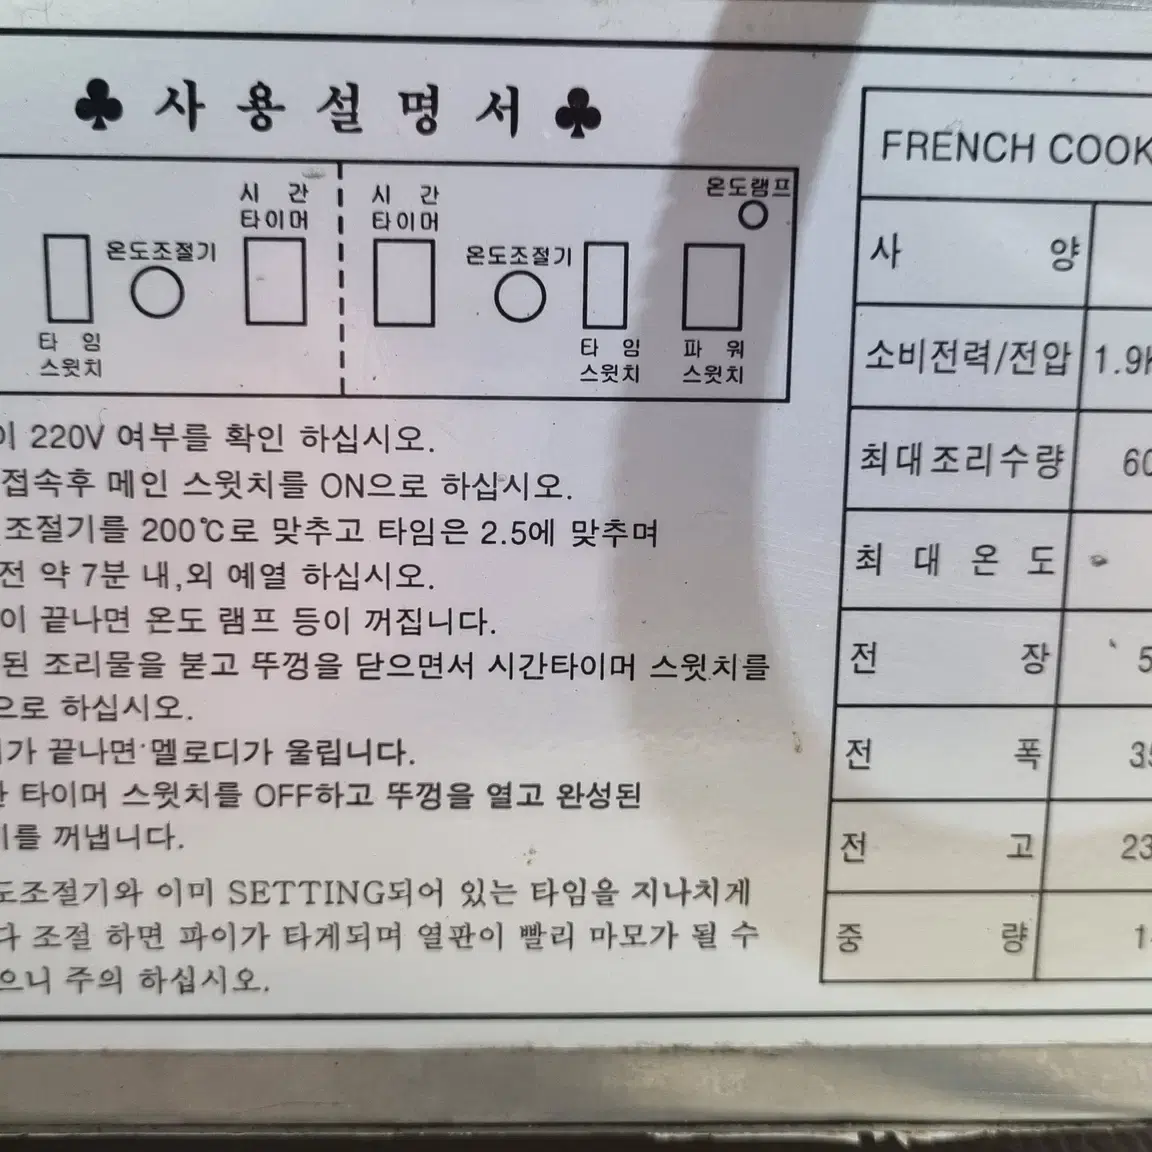 ♣ 사용설명서 ♣
시간 타이머
시간 타이머
온도램프
온도조절기
온도조절기
타임 스윗치
타임 스윗치
파워 스윗치
이 220V 여부를 확인 하십시오.
접속후 메인 스윗치를 ON으로 하십시오.
조절기를 200℃로 맞추고 타임은 2.5에 맞추며
전 약 7분 내,외 예열 하십시오.
이 끝나면 온도 램프 등이 꺼집니다.
된 조리물을 붇고 뚜껑을 닫으면서 시간타이머 스윗치를
으로 하십시오.
가 끝나면 멜로디가 울립니다.
타이머 스윗치를 OFF하고 뚜껑을 열고 완성된
를 꺼냅니다.
도조절기와 이미 SETTING되어 있는 타임을 지나치게
다 조절 하면 파이가 타게되며 열판이 빨리 마모가 될 수
으니 주의 하십시오.
FRENCH COOK
사양
소비전력/전압 1.9
최대조리수량 60
최대온도
전장 5
전폭 35
전고 23
중량 1